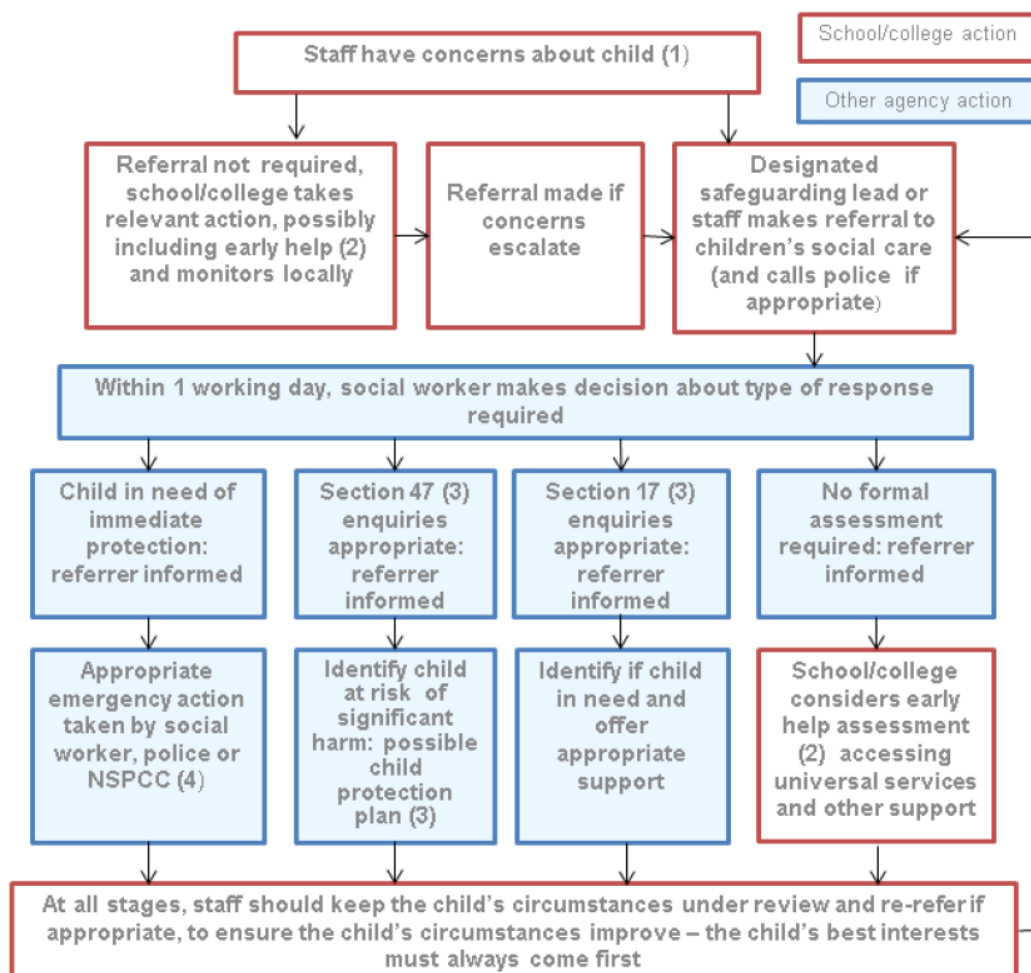 School/college action
Staff have concerns about child (1)
Other agency action
Referral not required,
school/college takes
relevant action, possibly
including early help (2)
and monitors locally
Referral made if
concerns
escalate
Designated
safeguarding lead or
staff makes referral to
children's social care
(and calls police if
appropriate)
Within 1 working day, social worker makes decision about type of response
required
Child in need of
immediate
protection:
referrer informed
Section 47 (3)
enquiries
appropriate:
referrer
informed
Section 17 (3)
enquiries
appropriate:
referrer
informed
No formal
assessment
required: referrer
informed
Appropriate
emergency action
taken by social
worker, police or
NSPCC (4)
Identify child
at risk of
significant
harm: possible
child
protection
plan (3)
Identify if child
in need and
offer
appropriate
support
School/college
considers early
help assessment
(2) accessing
universal services
and other support
At all stages, staff should keep the child's circumstances under review and re-refer if
appropriate, to ensure the child's circumstances improve – the child's best interests
must always come first